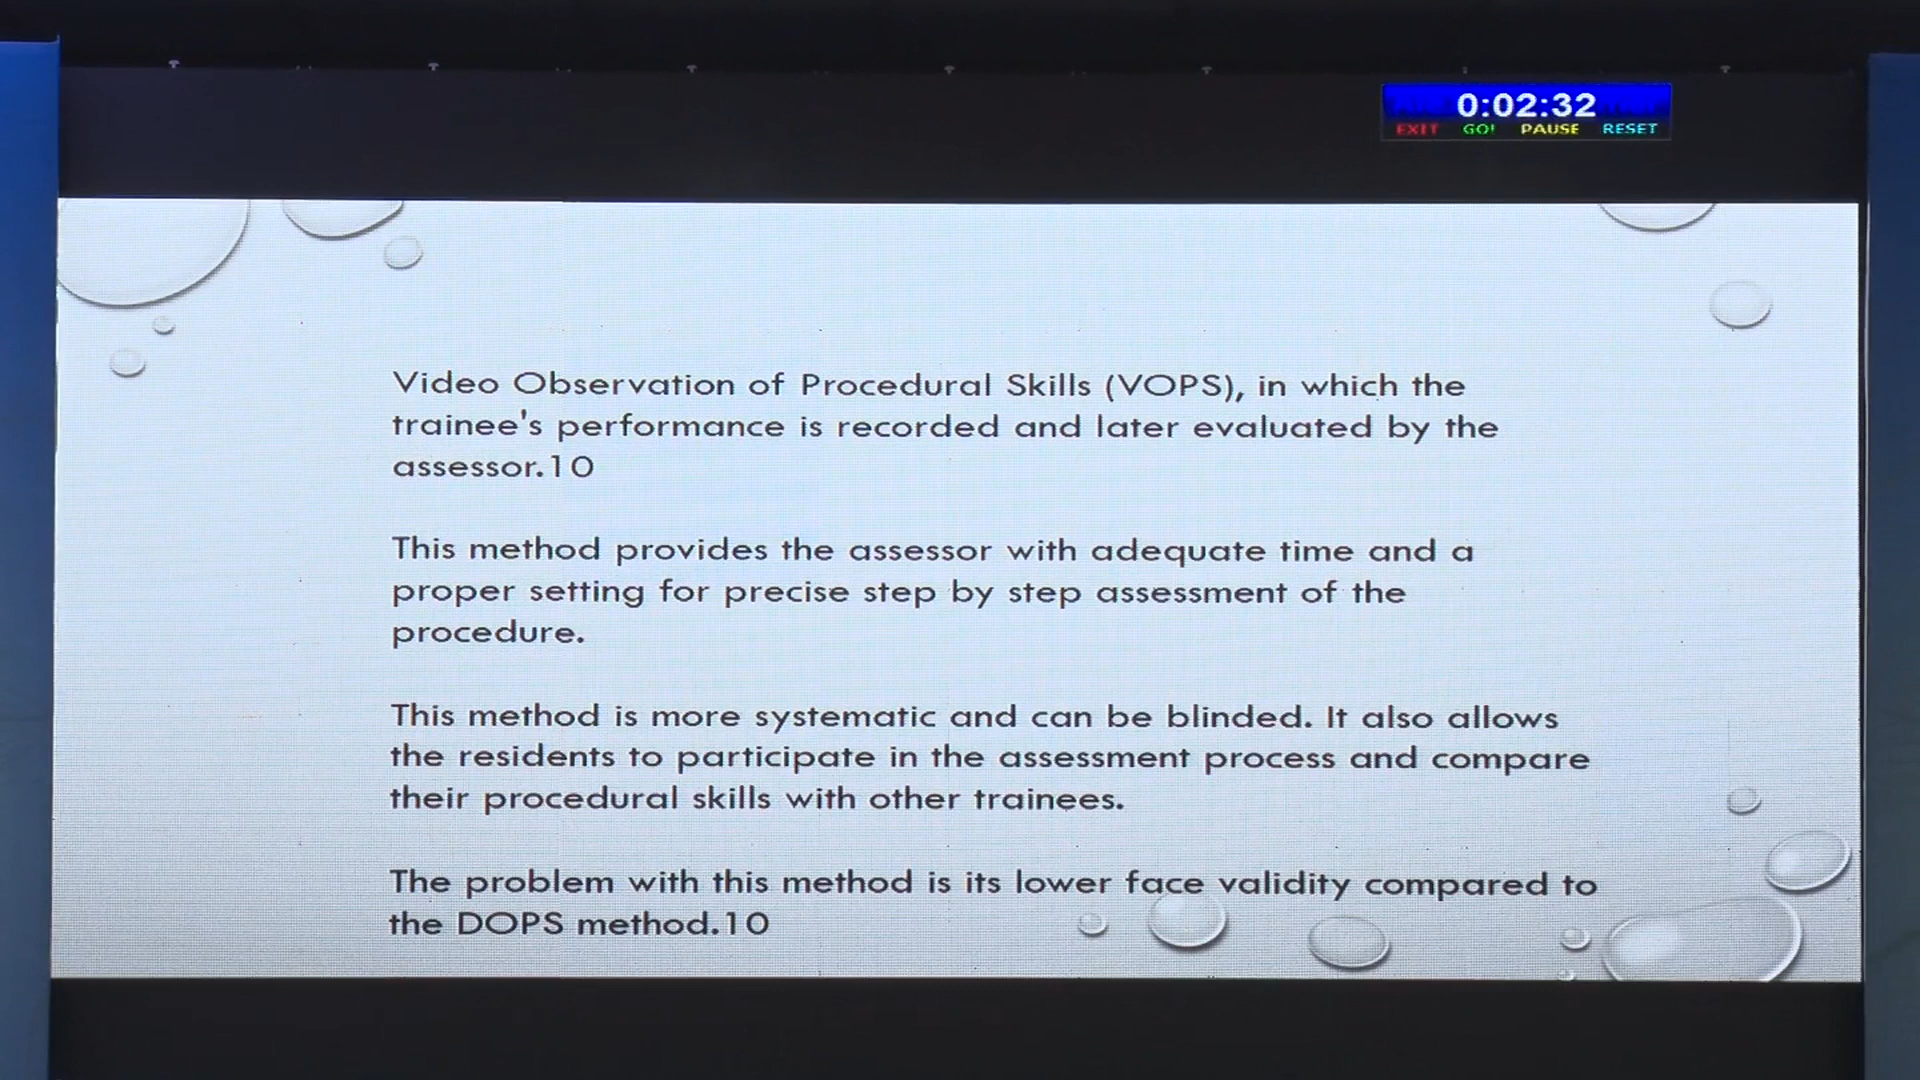 0:02:32
EXIT GO! PAUSE RESET
Video Observation of Procedural Skills (VOPS), in which the
trainee's performance is recorded and later evaluated by the
assessor.10
This method provides the assessor with adequate time and a
proper setting for precise step by step assessment of the
procedure.
This method is more systematic and can be blinded. It also allows
the residents to participate in the assessment process and compare
their procedural skills with other trainees.
The problem with this method is its lower face validity compared to
the DOPS method.10